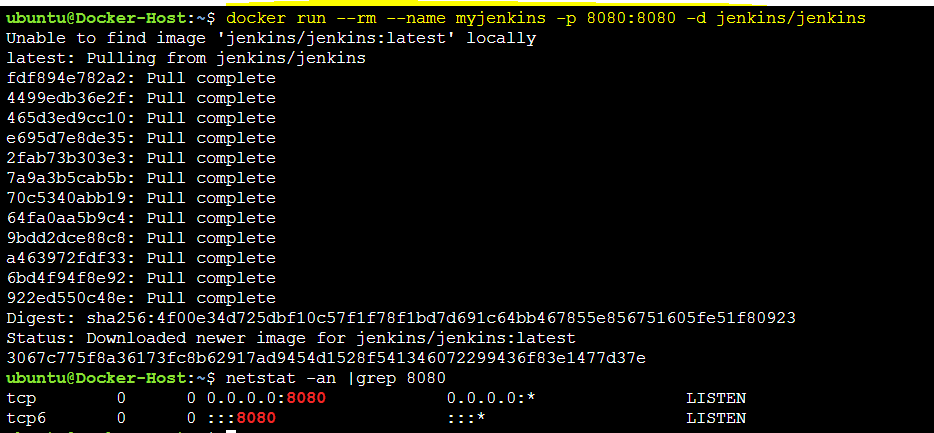 ubuntu@Docker-Host:~$ docker run --rm --name myjenkins -p 8080:8080 -d jenkins/jenkins
Unable to find image 'jenkins/jenkins:latest' locally
latest: Pulling from jenkins/jenkins
fdf894e782a2: Pull complete
4499edb36e2f: Pull complete
465d3ed9cc10: Pull complete
e695d7e8de35: Pull complete
2fab73b303e3: Pull complete
7a9a3b5cab5b: Pull complete
70c5340abb19: Pull complete
64fa0aa5b9c4: Pull complete
9bdd2dce88c8: Pull complete
a463972fdf33: Pull complete
6bd4f94f8e92: Pull complete
922ed550c48e: Pull complete
Digest: sha256:4f00e34d725dbf10c57f1f78f1bd7d691c64bb467855e856751605fe51f80923
Status: Downloaded newer image for jenkins/jenkins:latest
3067c775f8a36173fc8b62917ad9454d1528f541346072299436f83e1477d37e
ubuntu@Docker-Host:~$ netstat -an |grep 8080
tcp 0 0 0.0.0.0:8080 0.0.0.0:* LISTEN
tcp6 0 0 :::8080 :::* LISTEN